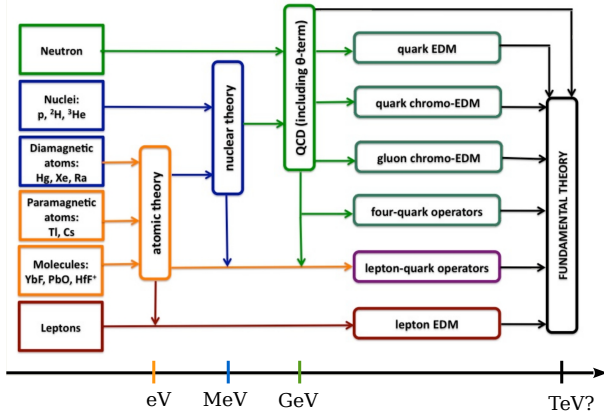 Neutron
Nuclei:
p, ²H, ³He
Diamagnetic
atoms:
Hg, Xe, Ra
Paramagnetic
atoms:
Tl, Cs
Molecules:
YbF, PbO, HfF⁺
Leptons
atomic theory
nuclear theory
QCD (including θ-term)
quark EDM
quark chromo-EDM
gluon chromo-EDM
four-quark operators
lepton-quark operators
lepton EDM
FUNDAMENTAL THEORY
eV
MeV
GeV
TeV?